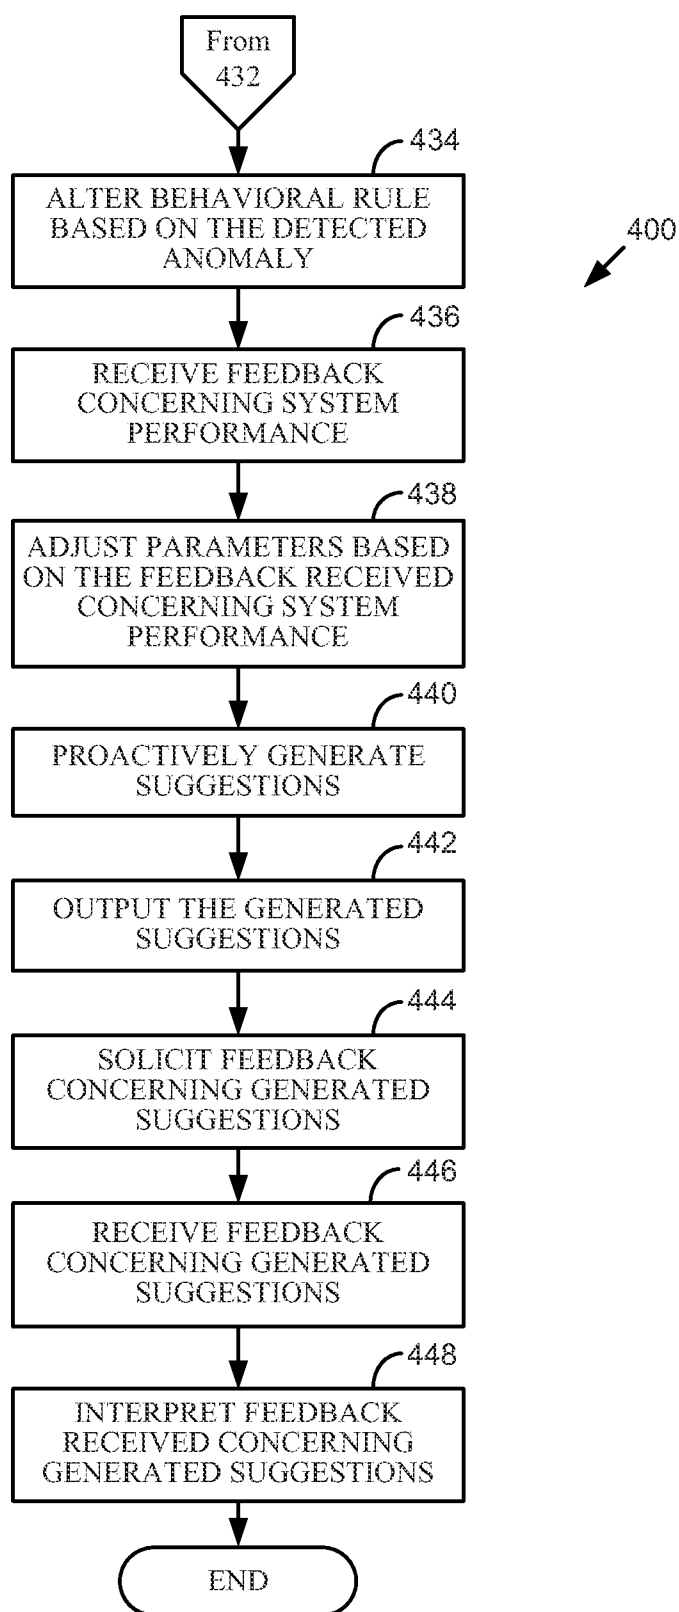 From
432
434
ALTER BEHAVIORAL RULE
BASED ON THE DETECTED
ANOMALY
400
436
RECEIVE FEEDBACK
CONCERNING SYSTEM
PERFORMANCE
438
ADJUST PARAMETERS BASED
ON THE FEEDBACK RECEIVED
CONCERNING SYSTEM
PERFORMANCE
440
PROACTIVELY GENERATE
SUGGESTIONS
442
OUTPUT THE GENERATED
SUGGESTIONS
444
SOLICIT FEEDBACK
CONCERNING GENERATED
SUGGESTIONS
446
RECEIVE FEEDBACK
CONCERNING GENERATED
SUGGESTIONS
448
INTERPRET FEEDBACK
RECEIVED CONCERNING
GENERATED SUGGESTIONS
END